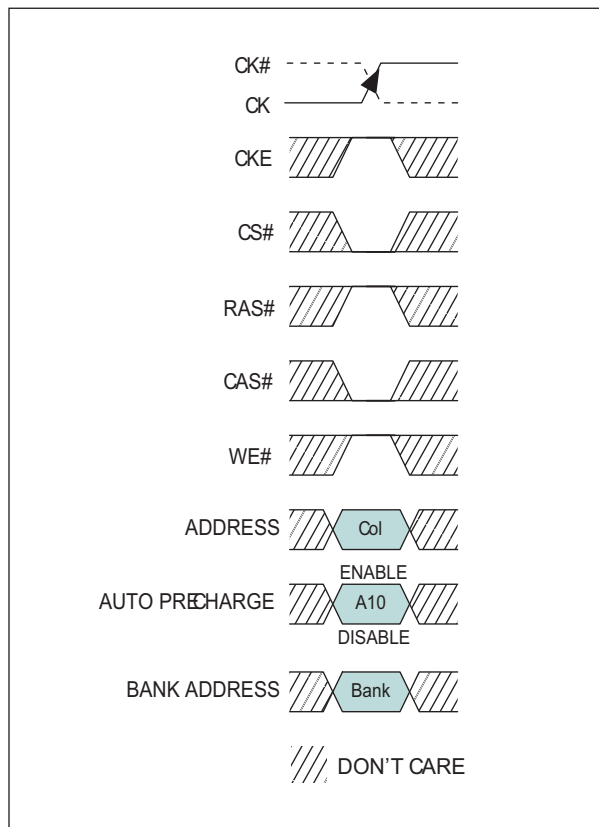 CK#
CK
CKE
CS#
RAS#
CAS#
WE#
ADDRESS
Col
ENABLE
AUTO PRECHARGE
A10
DISABLE
BANK ADDRESS
Bank
DON'T CARE